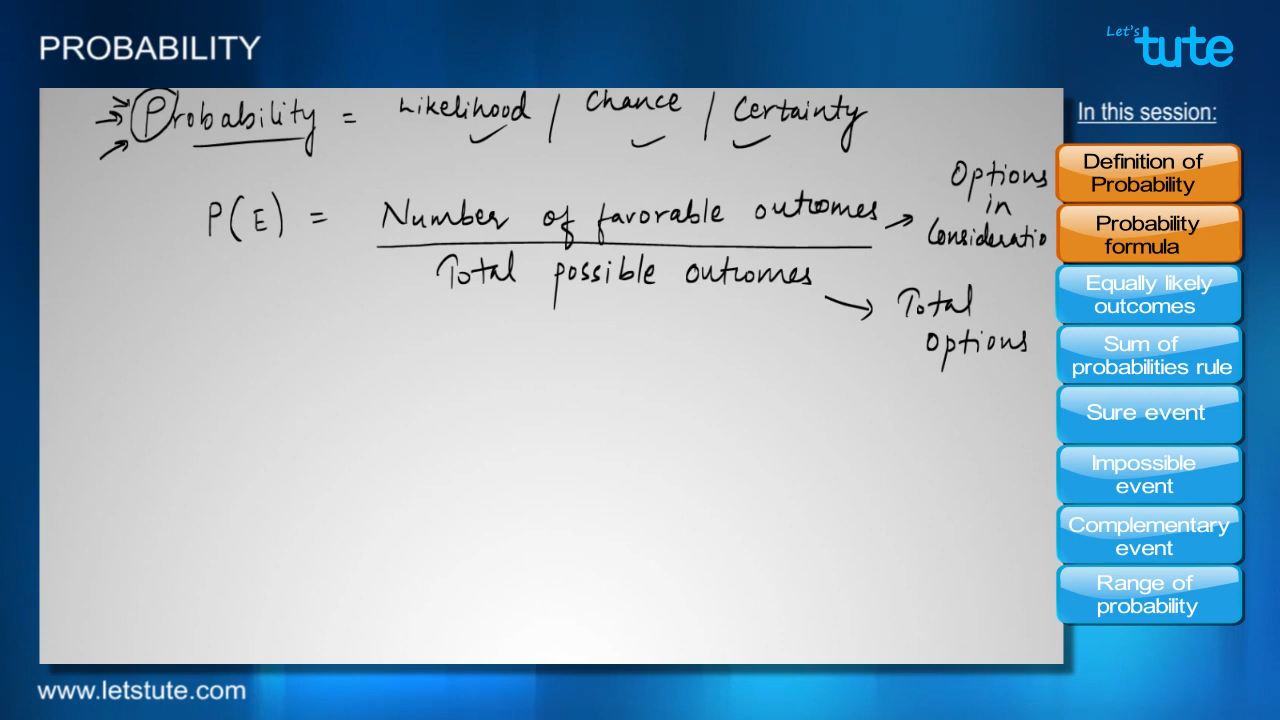 PROBABILITY
Let's
tute
Probability = Likelihood / Chance / Certainty
P(E) = Number of favorable outcomes
Total possible outcomes
Options
in
Consideratio
Total
Options
In this session:
Definition of
Probability
Probability
formula
Equally likely
outcomes
Sum of
probabilities rule
Sure event
Impossible
event
Complementary
event
Range of
probability
www.letstute.com